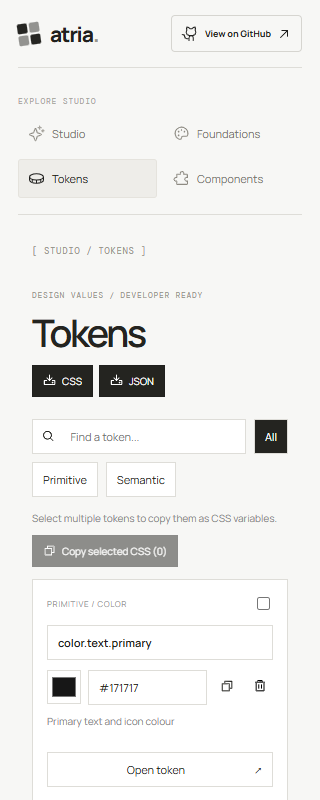 atria.
View on GitHub
EXPLORE STUDIO
Studio
Foundations
Tokens
Components
[ STUDIO / TOKENS ]
DESIGN VALUES / DEVELOPER READY
Tokens
CSS
JSON
Find a token...
All
Primitive
Semantic
Select multiple tokens to copy them as CSS variables.
Copy selected CSS (0)
PRIMITIVE / COLOR
color.text.primary
#171717
Primary text and icon colour
Open token